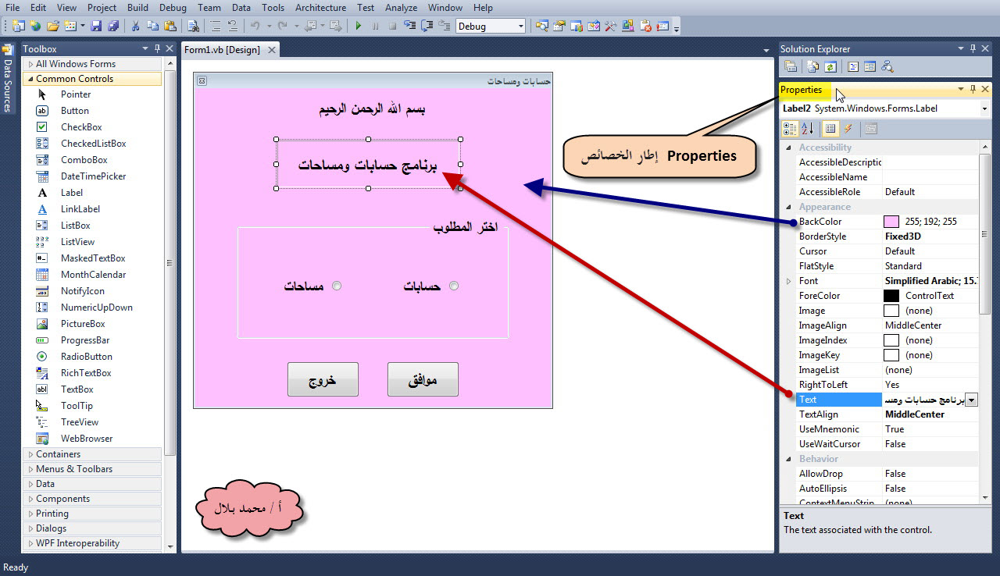 File Edit View Project Build Debug Team Data Tools Architecture Test Analyze Window Help
Debug
Data Sources
Toolbox
All Windows Forms
Common Controls
Pointer
Button
CheckBox
CheckedListBox
ComboBox
DateTimePicker
Label
LinkLabel
ListBox
ListView
MaskedTextBox
MonthCalendar
NotifyIcon
NumericUpDown
PictureBox
ProgressBar
RadioButton
RichTextBox
TextBox
ToolTip
TreeView
WebBrowser
Containers
Menus & Toolbars
Data
Components
Printing
Dialogs
WPF Interoperability
Form1.vb [Design]
حسابات ومساحات
بسم الله الرحمن الرحيم
برنامج حسابات ومساحات
اختر المطلوب
حسابات
مساحات
موافق
خروج
أ / محمد بلال
إطار الخصائص Properties
Solution Explorer
Properties
Label2 System.Windows.Forms.Label
Accessibility
AccessibleDescriptic
AccessibleName
AccessibleRole Default
Appearance
BackColor 255; 192; 255
BorderStyle Fixed3D
Cursor Default
FlatStyle Standard
Font Simplified Arabic; 15.7
ForeColor ControlText
Image (none)
ImageAlign MiddleCenter
ImageIndex (none)
ImageKey (none)
ImageList (none)
RightToLeft Yes
Text برنامج حسابات ومس
TextAlign MiddleCenter
UseMnemonic True
UseWaitCursor False
Behavior
AllowDrop False
AutoEllipsis False
ContextMenuStrip (none)
Text
The text associated with the control.
Ready